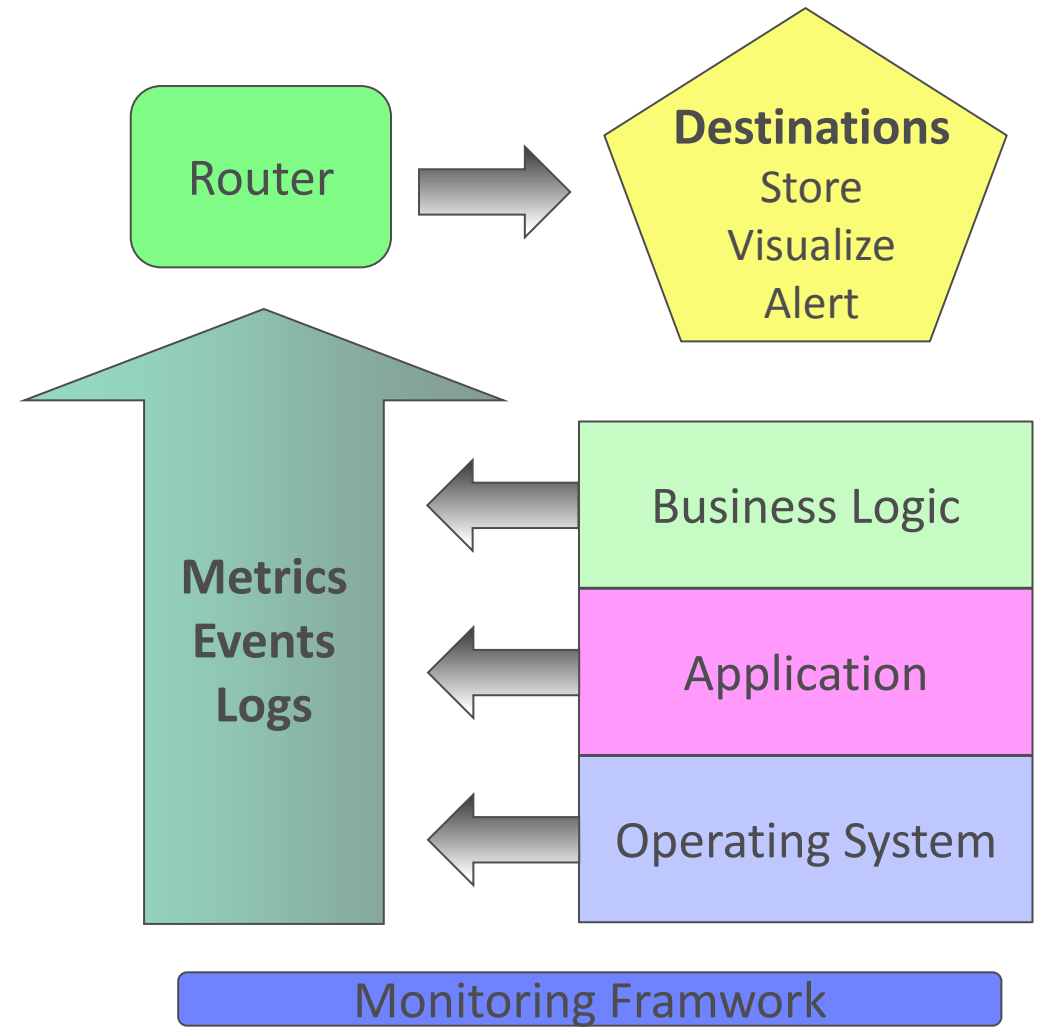 Router
Destinations
Store
Visualize
Alert
Metrics
Events
Logs
Business Logic
Application
Operating System
Monitoring Framwork